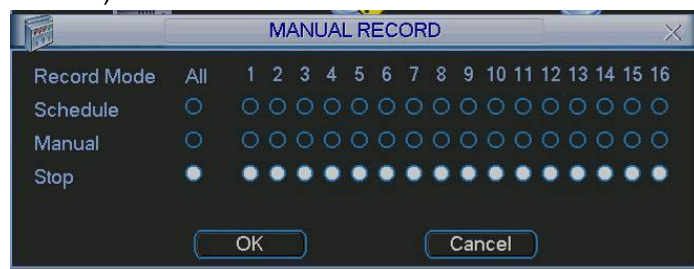 MANUAL RECORD
Record Mode All 1 2 3 4 5 6 7 8 9 10 11 12 13 14 15 16
Schedule
Manual
Stop
OK Cancel